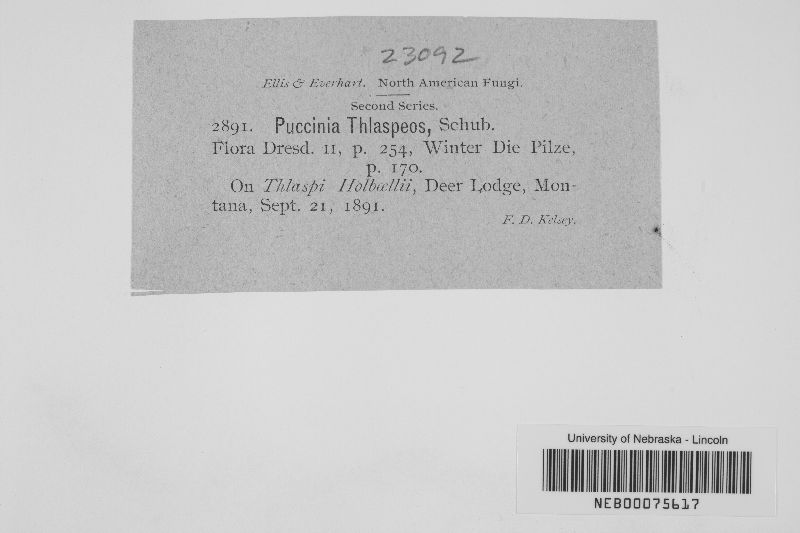 23092
Ellis & Everhart. North American Fungi.
Second Series.
2891. Puccinia Thlaspeos, Schub.
Flora Dresd. II, p. 254, Winter Die Pilze,
p. 170.
On Thlaspi Holbœllii, Deer Lodge, Mon-
tana, Sept. 21, 1891.
F. D. Kelsey.
University of Nebraska - Lincoln
NEB00075617